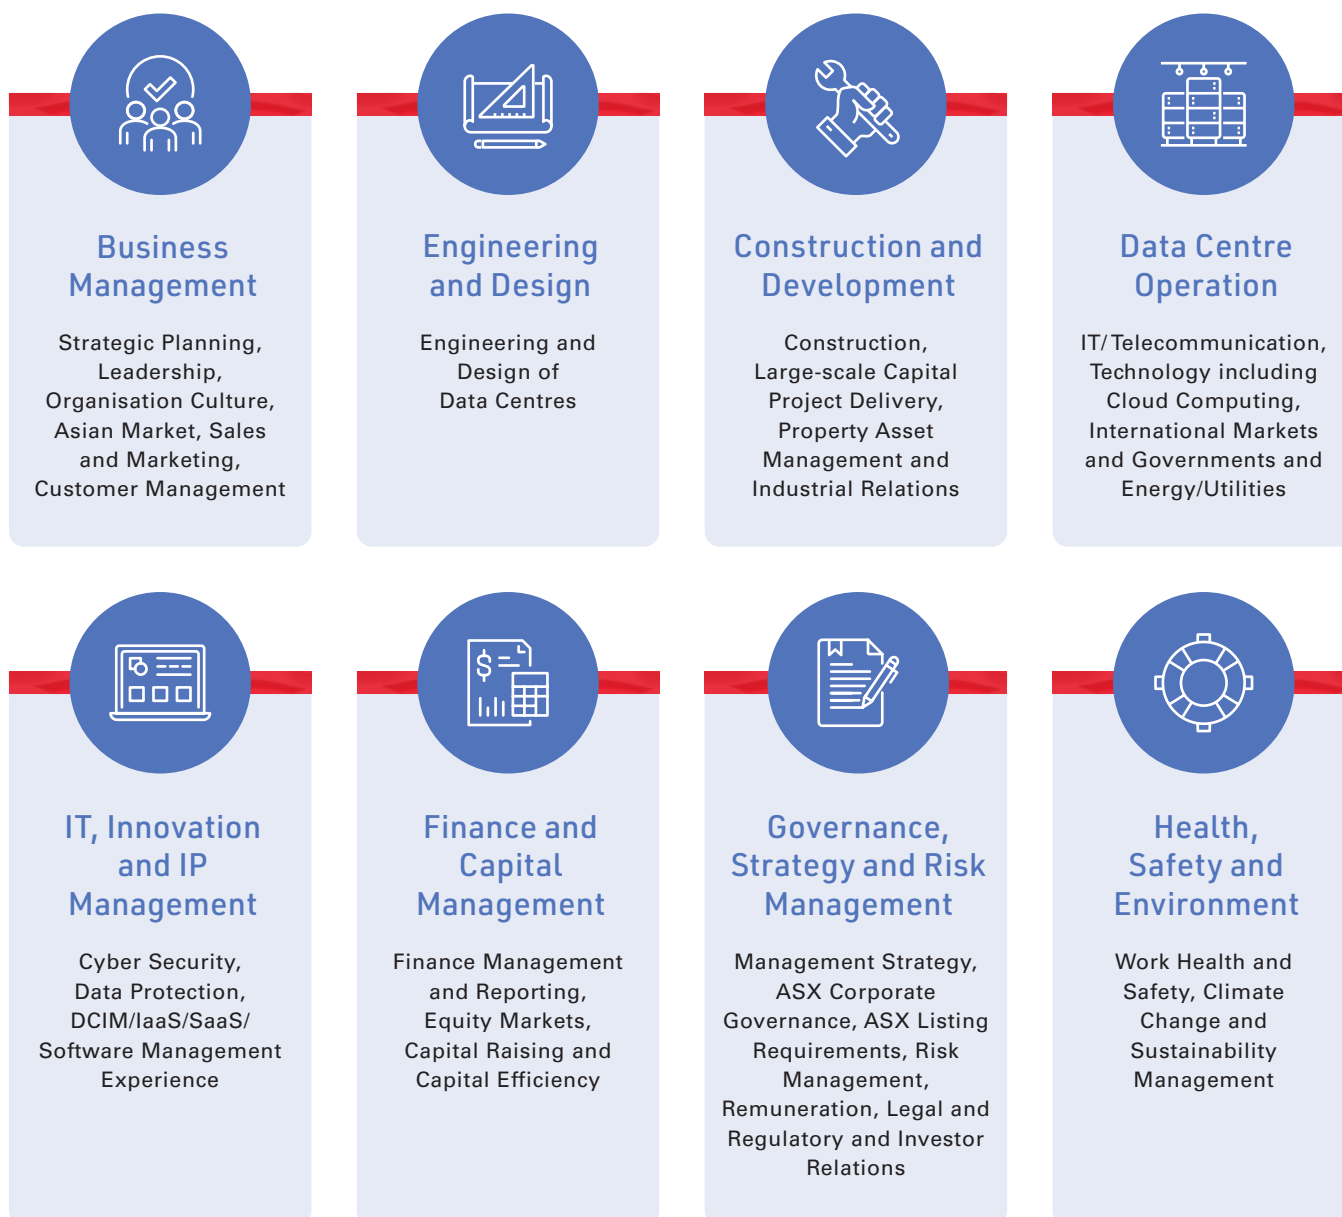 Business
Management
Strategic Planning,
Leadership,
Organisation Culture,
Asian Market, Sales
and Marketing,
Customer Management
Engineering
and Design
Engineering and
Design of
Data Centres
Construction and
Development
Construction,
Large-scale Capital
Project Delivery,
Property Asset
Management and
Industrial Relations
Data Centre
Operation
IT/Telecommunication,
Technology including
Cloud Computing,
International Markets
and Governments and
Energy/Utilities
IT, Innovation
and IP
Management
Cyber Security,
Data Protection,
DCIM/IaaS/SaaS/
Software Management
Experience
$
Finance and
Capital
Management
Finance Management
and Reporting,
Equity Markets,
Capital Raising and
Capital Efficiency
Governance,
Strategy and Risk
Management
Management Strategy,
ASX Corporate
Governance, ASX Listing
Requirements, Risk
Management,
Remuneration, Legal and
Regulatory and Investor
Relations
Health,
Safety and
Environment
Work Health and
Safety, Climate
Change and
Sustainability
Management